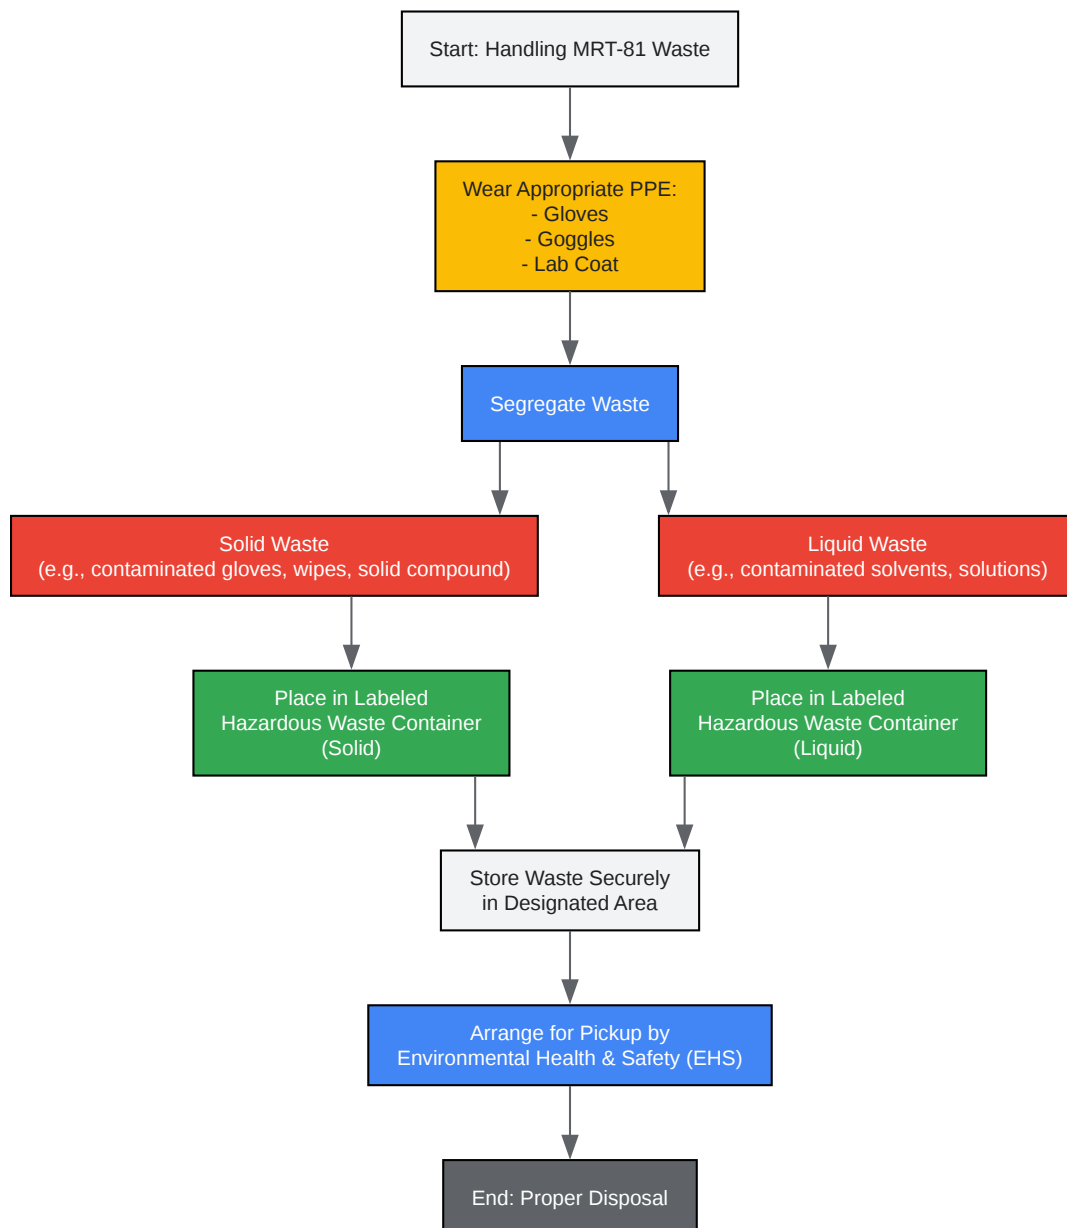 Start: Handling MRT-81 Waste
Wear Appropriate PPE:
- Gloves
- Goggles
- Lab Coat
Segregate Waste
Solid Waste
(e.g., contaminated gloves, wipes, solid compound)
Liquid Waste
(e.g., contaminated solvents, solutions)
Place in Labeled
Hazardous Waste Container
(Solid)
Place in Labeled
Hazardous Waste Container
(Liquid)
Store Waste Securely
in Designated Area
Arrange for Pickup by
Environmental Health & Safety (EHS)
End: Proper Disposal